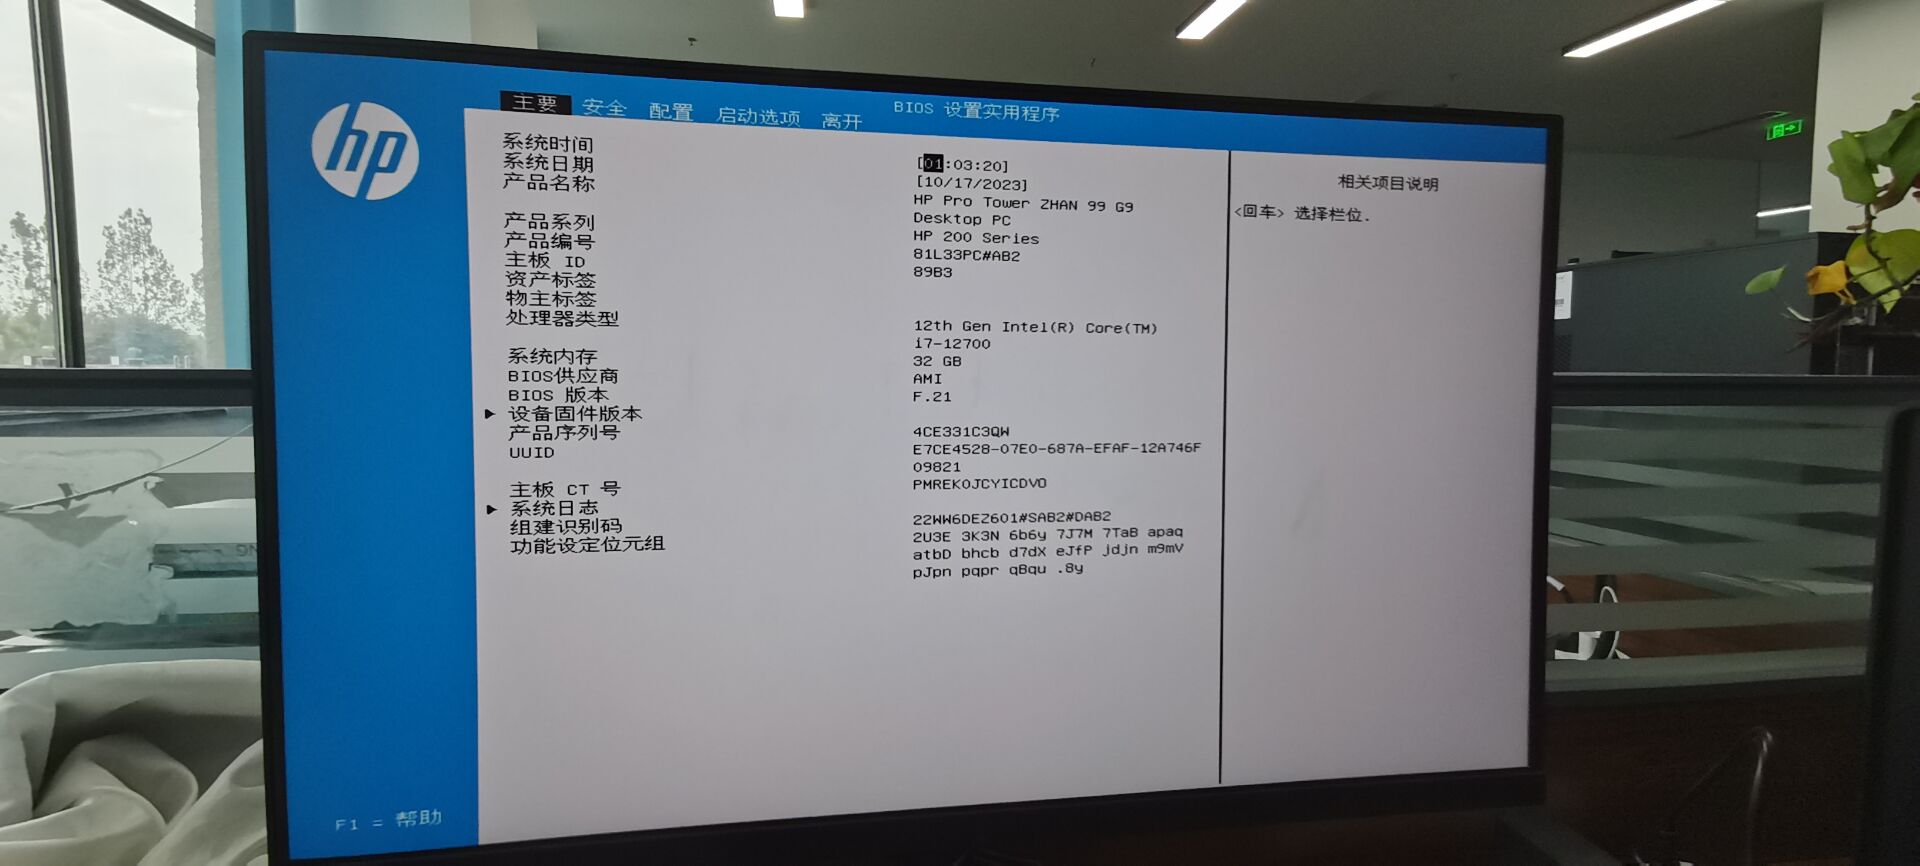 hp
主要 安全 配置 启动选项 离开 BIOS 设置实用程序
系统时间 [01:03:20]
系统日期 [10/17/2023]
产品名称 HP Pro Tower ZHAN 99 G9
Desktop PC
产品系列 HP 200 Series
产品编号 81L33PC#AB2
主板 ID 89B3
资产标签
物主标签
处理器类型 12th Gen Intel(R) Core(TM)
i7-12700
系统内存 32 GB
BIOS供应商 AMI
BIOS 版本 F.21
设备固件版本
产品序列号 4CE331C3QW
UUID E7CE4528-07E0-687A-EFAF-12A746F
09821
主板 CT 号 PMREK0JCYICDVO
系统日志
组建识别码 22WW6DEZ601#SAB2#DAB2
功能设定位元组 2U3E 3K3N 6b6y 7J7M 7TaB apaq
atbD bhcb d7dX eJfP jdjn m9mV
pJpn pqpr qBqu .8y
相关项目说明
<回车> 选择栏位.
F1 = 帮助